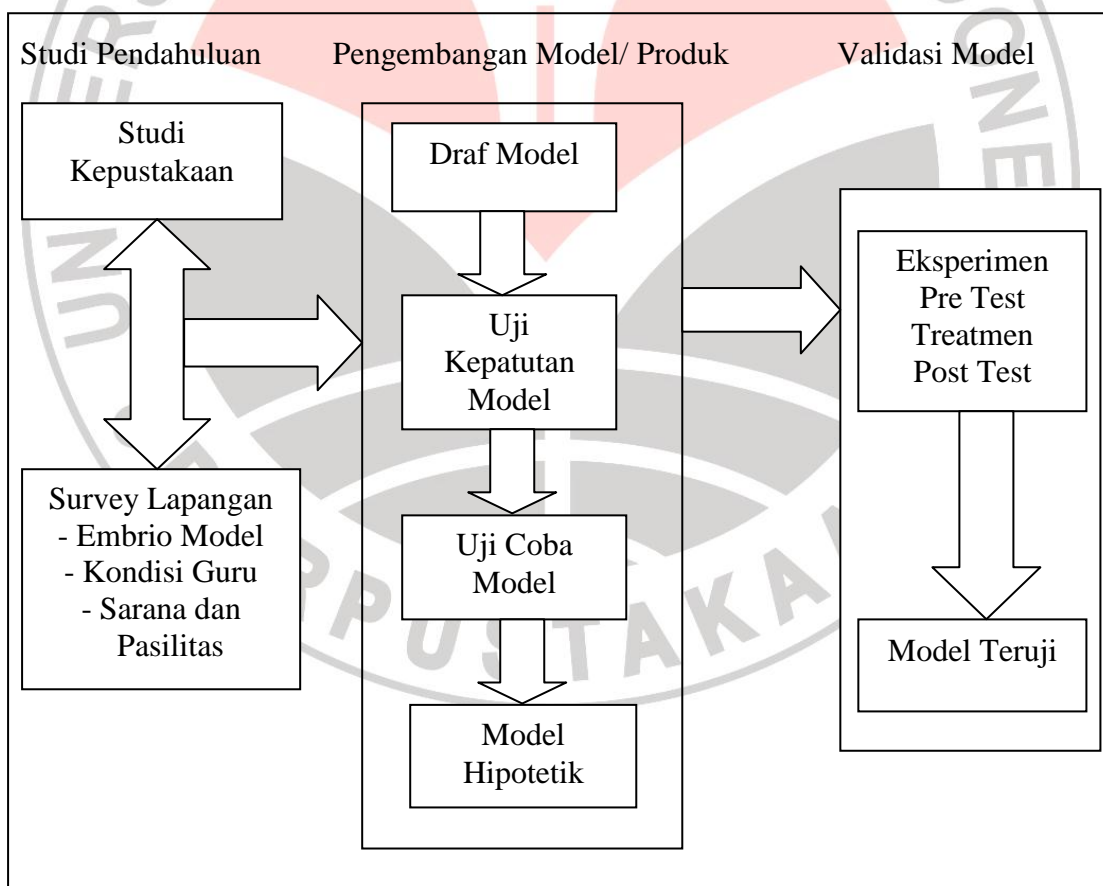 Studi Pendahuluan
Pengembangan Model/ Produk
Validasi Model
Studi
Kepustakaan
Survey Lapangan
- Embrio Model
- Kondisi Guru
- Sarana dan
Pasilitas
Draf Model
Uji
Kepatutan
Model
Uji Coba
Model
Model
Hipotetik
Eksperimen
Pre Test
Treatmen
Post Test
Model Teruji